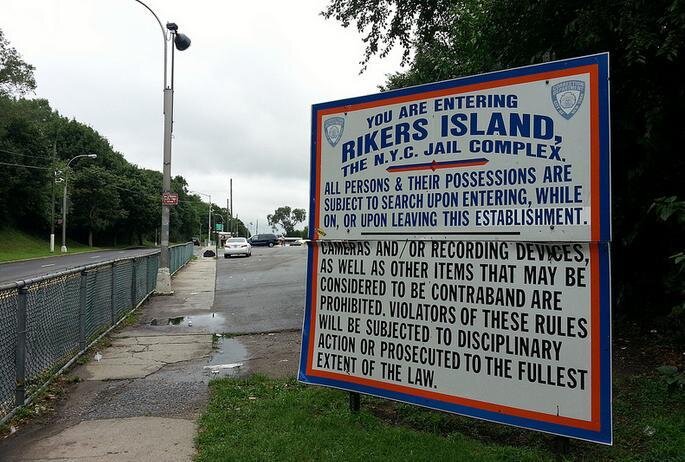 YOU ARE ENTERING
RIKERS ISLAND,
THE N.Y.C. JAIL COMPLEX.
ALL PERSONS & THEIR POSSESSIONS ARE
SUBJECT TO SEARCH UPON ENTERING, WHILE
ON, OR UPON LEAVING THIS ESTABLISHMENT.
CAMERAS AND/OR RECORDING DEVICES,
AS WELL AS OTHER ITEMS THAT MAY BE
CONSIDERED TO BE CONTRABAND ARE
PROHIBITED. VIOLATORS OF THESE RULES
WILL BE SUBJECTED TO DISCIPLINARY
ACTION OR PROSECUTED TO THE FULLEST
EXTENT OF THE LAW.